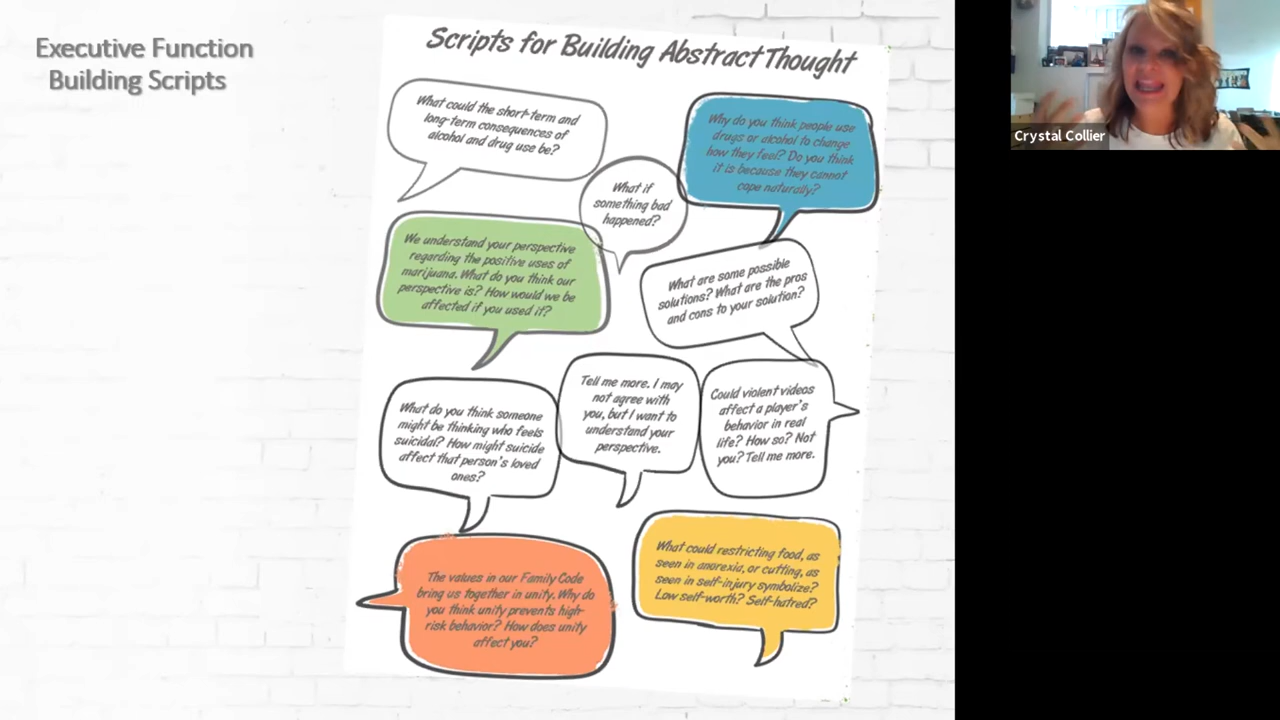 Executive Function
Building Scripts
Scripts for Building Abstract Thought
What could the short-term and
long-term consequences of
alcohol and drug use be?
Why do you think people use
drugs or alcohol to change
how they feel? Do you think
it is because they cannot
cope naturally?
What if
something bad
happened?
We understand your perspective
regarding the positive uses of
marijuana. What do you think our
perspective is? How would we be
affected if you used it?
What are some possible
solutions? What are the pros
and cons to your solution?
What do you think someone
might be thinking who feels
suicidal? How might suicide
affect that person's loved
ones?
Tell me more. I may
not agree with
you, but I want to
understand your
perspective.
Could violent videos
affect a player's
behavior in real
life? How so? Not
you? Tell me more.
The values in our Family Code
bring us together in unity. Why do
you think unity prevents high-
risk behavior? How does unity
affect you?
What could restricting food, as
seen in anorexia, or cutting, as
seen in self-injury symbolize?
Low self-worth? Self-hatred?
Crystal Collier